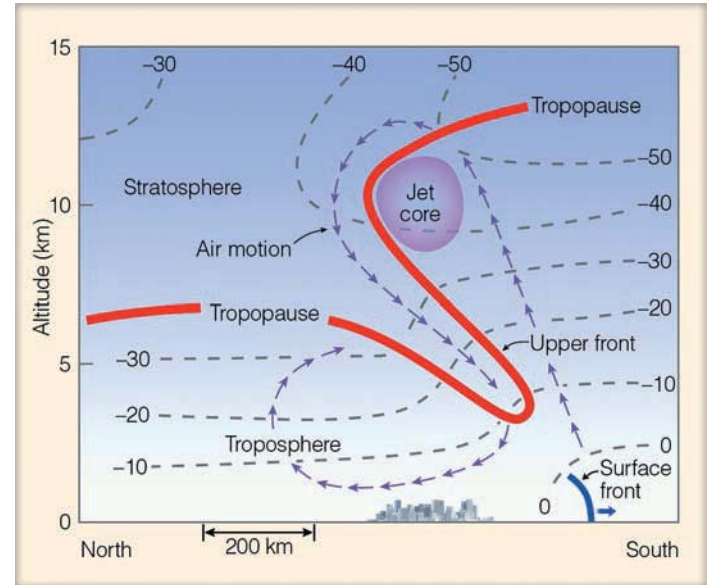 15
−30
−40
−50
Tropopause
−50
Stratosphere
Jet
core
10
−40
Air motion
Altitude (km)
−30
Tropopause
−20
Upper front
5
−30
−10
−20
Troposphere
0
−10
Surface
front
0
0
North
200 km
South